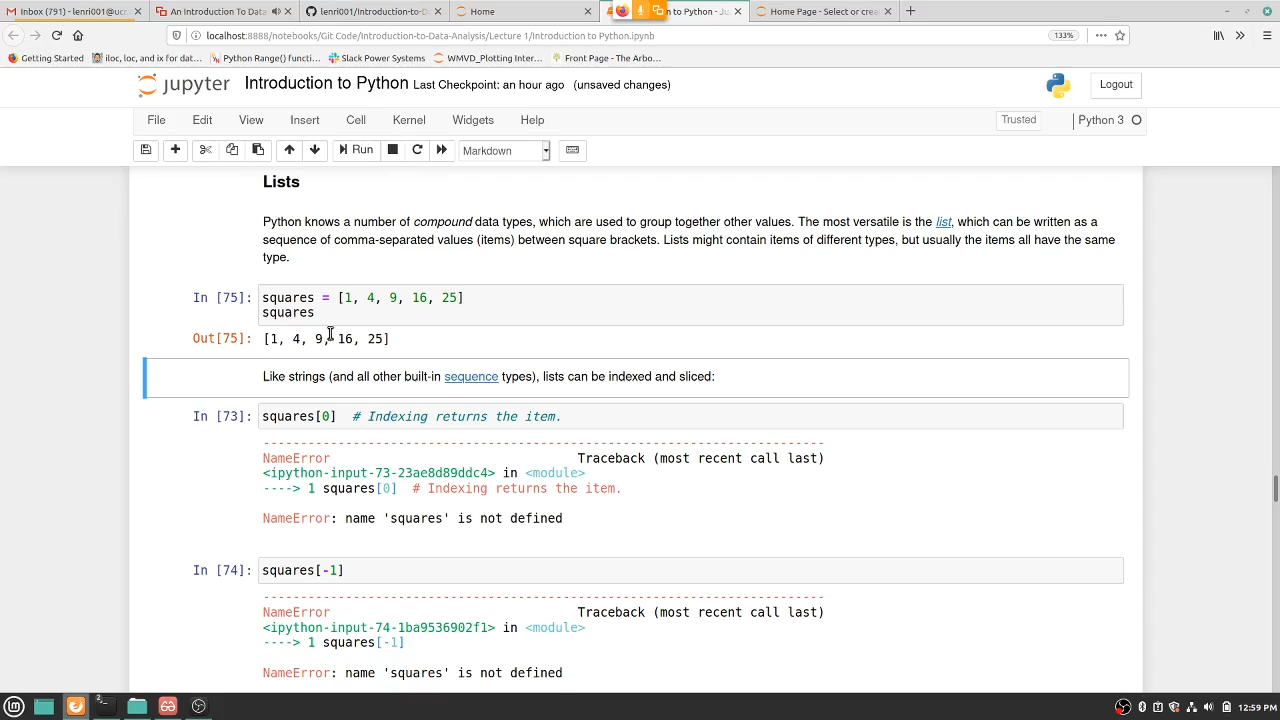 Inbox (791) - lenri001@ucr
An Introduction To Data
lenri001/Introduction-to-D
Home
n to Python - Ju
Home Page - Select or crea
localhost:8888/notebooks/Git Code/Introduction-to-Data-Analysis/Lecture 1/Introduction to Python.ipynb
133%
Getting Started
iloc, loc, and ix for dat...
Python Range() functi...
Slack Power Systems
WMVD_Plotting Inter...
Front Page - The Arbo...
jupyter Introduction to Python Last Checkpoint: an hour ago (unsaved changes)
Logout
File Edit View Insert Cell Kernel Widgets Help
Trusted
Python 3
Run
Markdown
Lists
Python knows a number of compound data types, which are used to group together other values. The most versatile is the list, which can be written as a
sequence of comma-separated values (items) between square brackets. Lists might contain items of different types, but usually the items all have the same
type.
In [75]: squares = [1, 4, 9, 16, 25]
squares
Out[75]: [1, 4, 9, 16, 25]
Like strings (and all other built-in sequence types), lists can be indexed and sliced:
In [73]: squares[0] # Indexing returns the item.
---------------------------------------------------------------------------
NameError Traceback (most recent call last)
<ipython-input-73-23ae8d89ddc4> in <module>
----> 1 squares[0] # Indexing returns the item.
NameError: name 'squares' is not defined
In [74]: squares[-1]
---------------------------------------------------------------------------
NameError Traceback (most recent call last)
<ipython-input-74-1ba9536902f1> in <module>
----> 1 squares[-1]
NameError: name 'squares' is not defined
12:59 PM